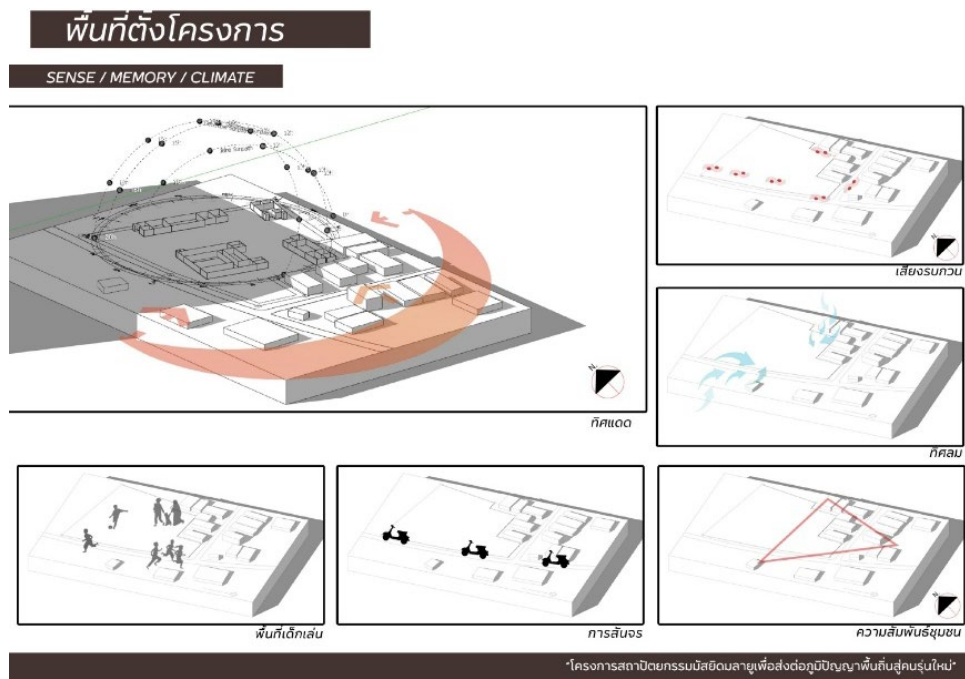 พื้นที่ตั้งโครงการ
SENSE / MEMORY / CLIMATE
N
ทิศแดด
เสียงรบกวน
ทิศลม
พื้นที่เด็กเล่น
การสัญจร
ความสัมพันธ์ชุมชน
"โครงการสถาปัตยกรรมมัสยิดมลายูเพื่อส่งต่อภูมิปัญญาพื้นถิ่นสู่คนรุ่นใหม่"